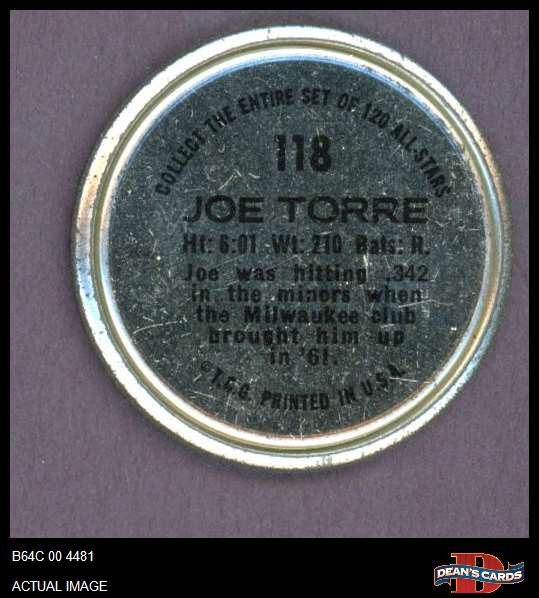 COLLECT THE ENTIRE SET OF 120 ALL-STARS
118
JOE TORRE
Ht: 6:01 Wt: 210 Bats: R.
Joe was hitting .342
in the minors when
the Milwaukee club
brought him up
in '61.
©T.C.G. PRINTED IN U.S.A.
B64C 00 4481
ACTUAL IMAGE
D
DEAN'S CARDS